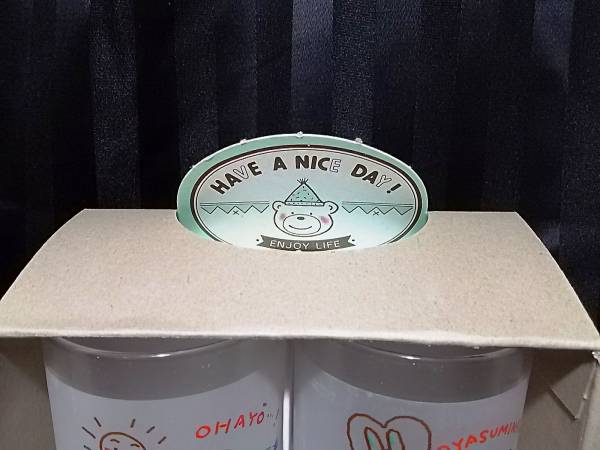 HAVE A NICE DAY!
ENJOY LIFE
OHAYO
OYASUMI